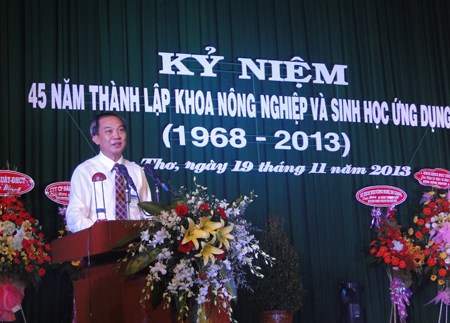 KỶ NIỆM
45 NĂM THÀNH LẬP KHOA NÔNG NGHIỆP VÀ SINH HỌC ỨNG DỤNG
(1968 - 2013)
Thơ, ngày 19 tháng 11 năm 2013